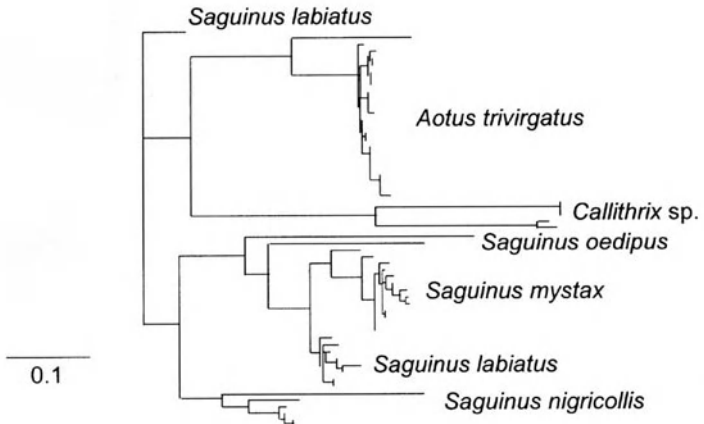 Saguinus labiatus
Aotus trivirgatus
Callithrix sp.
Saguinus oedipus
Saguinus mystax
Saguinus labiatus
0.1
Saguinus nigricollis